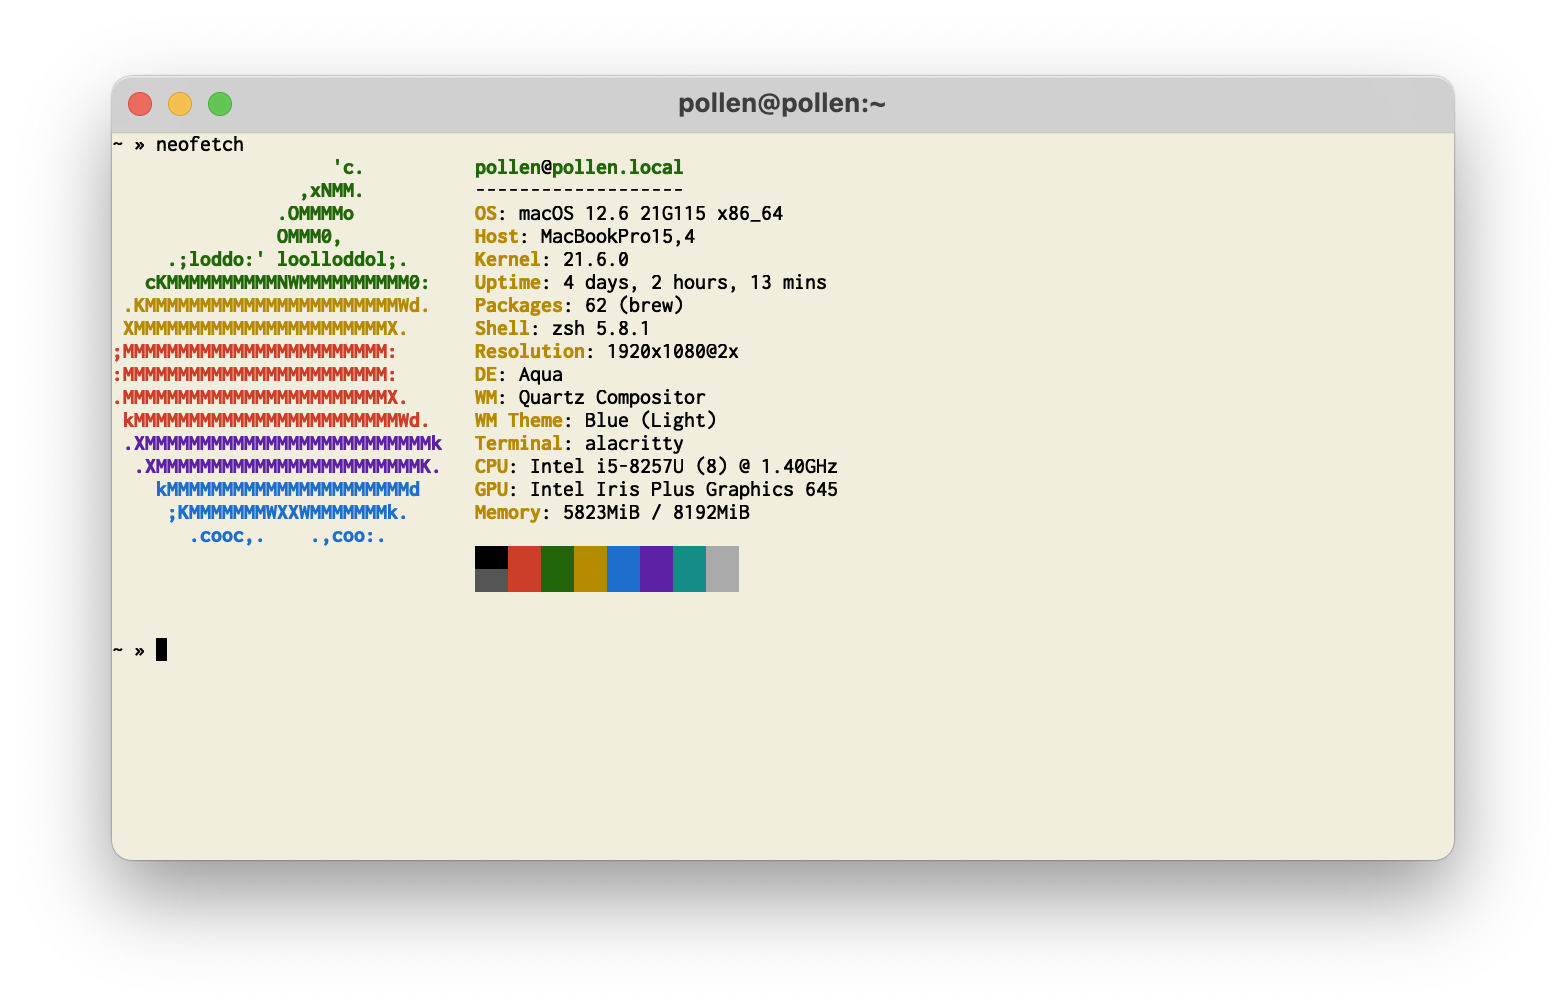 pollen@pollen:~
~ » neofetch
                    'c.          pollen@pollen.local
                 ,xNMM.          -------------------
               .OMMMMo           OS: macOS 12.6 21G115 x86_64
               OMMM0,            Host: MacBookPro15,4
     .;loddo:' loolloddol;.      Kernel: 21.6.0
   cKMMMMMMMMMMNWMMMMMMMMMM0:    Uptime: 4 days, 2 hours, 13 mins
 .KMMMMMMMMMMMMMMMMMMMMMMMWd.    Packages: 62 (brew)
 XMMMMMMMMMMMMMMMMMMMMMMMX.      Shell: zsh 5.8.1
;MMMMMMMMMMMMMMMMMMMMMMMM:       Resolution: 1920x1080@2x
:MMMMMMMMMMMMMMMMMMMMMMMM:       DE: Aqua
.MMMMMMMMMMMMMMMMMMMMMMMMX.      WM: Quartz Compositor
 kMMMMMMMMMMMMMMMMMMMMMMMMWd.    WM Theme: Blue (Light)
 .XMMMMMMMMMMMMMMMMMMMMMMMMMMk   Terminal: alacritty
  .XMMMMMMMMMMMMMMMMMMMMMMMMK.   CPU: Intel i5-8257U (8) @ 1.40GHz
    kMMMMMMMMMMMMMMMMMMMMMMd     GPU: Intel Iris Plus Graphics 645
     ;KMMMMMMMWXXWMMMMMMMk.      Memory: 5823MiB / 8192MiB
       .cooc,.    .,coo:.
~ »